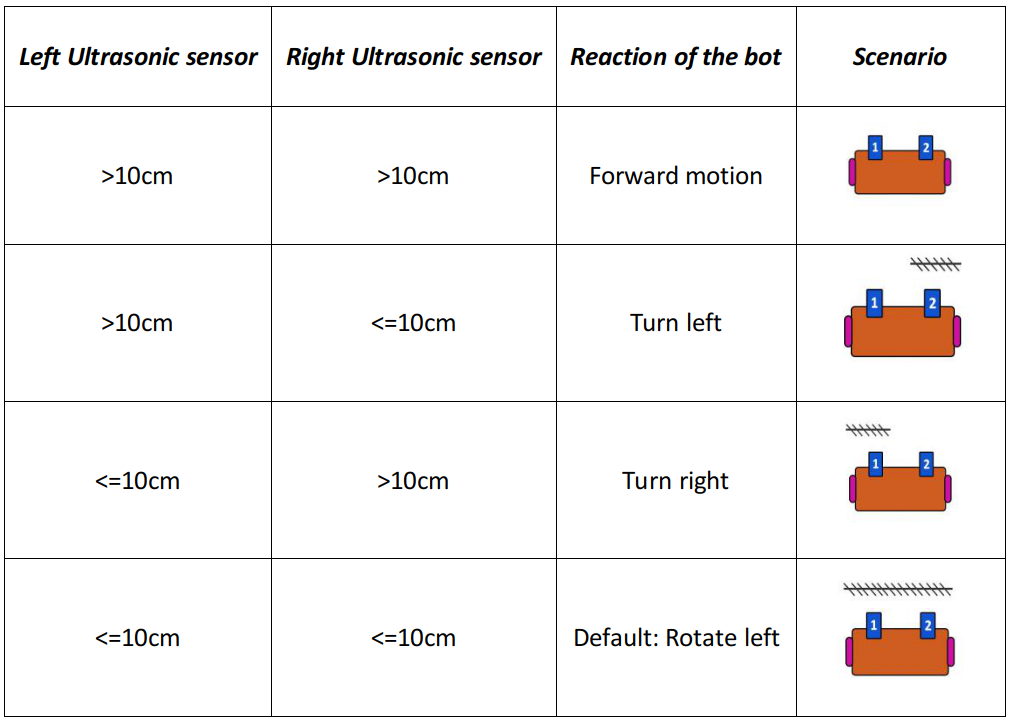 Left Ultrasonic sensor Right Ultrasonic sensor Reaction of the bot Scenario
>10cm >10cm Forward motion 1 2
>10cm <=10cm Turn left 1 2
<=10cm >10cm Turn right 1 2
<=10cm <=10cm Default: Rotate left 1 2